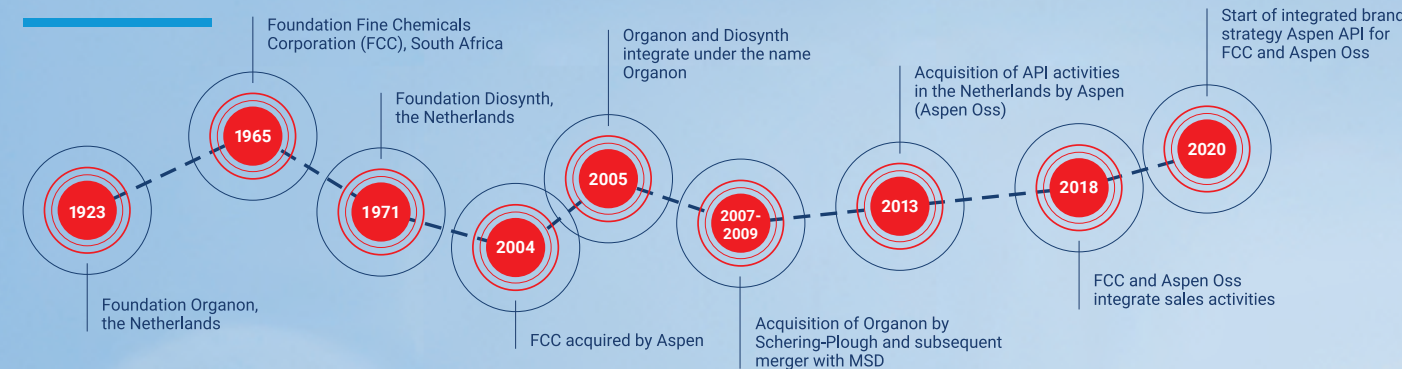 1923
Foundation Organon,
the Netherlands
1965
Foundation Fine Chemicals
Corporation (FCC), South Africa
1971
Foundation Diosynth,
the Netherlands
2004
FCC acquired by Aspen
2005
Organon and Diosynth
integrate under the name
Organon
2007-
2009
Acquisition of Organon by
Schering-Plough and subsequent
merger with MSD
2013
Acquisition of API activities
in the Netherlands by Aspen
(Aspen Oss)
2018
FCC and Aspen Oss
integrate sales activities
2020
Start of integrated brand
strategy Aspen API for
FCC and Aspen Oss